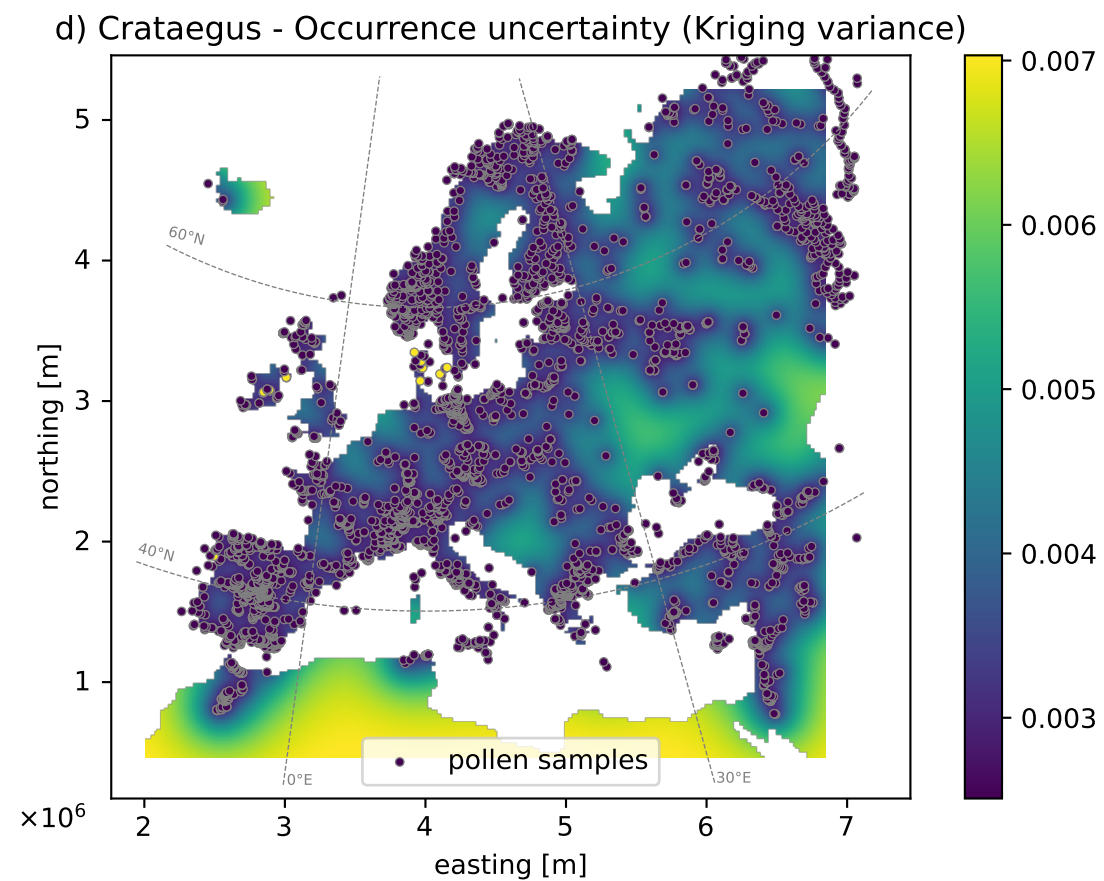 d) Crataegus - Occurrence uncertainty (Kriging variance)
0.007
0.006
0.005
0.004
0.003
northing [m]
5
4
3
2
1
60°N
40°N
0°E
30°E
pollen samples
×10⁶
2 3 4 5 6 7
easting [m]